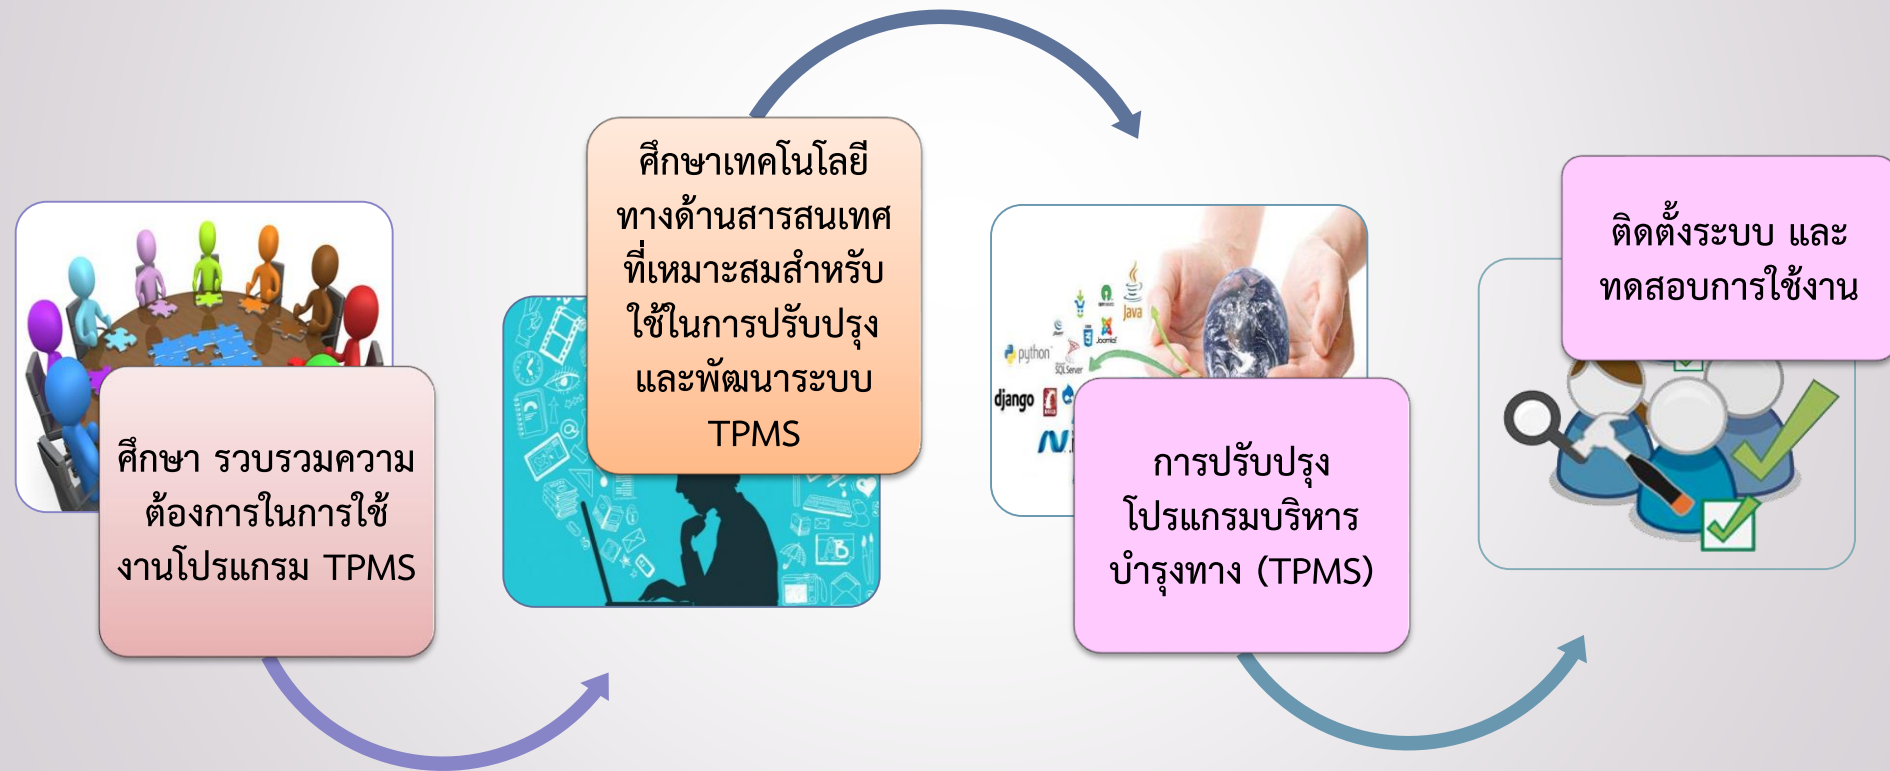 ศึกษา รวบรวมความ
ต้องการในการใช้
งานโปรแกรม TPMS
ศึกษาเทคโนโลยี
ทางด้านสารสนเทศ
ที่เหมาะสมสำหรับ
ใช้ในการปรับปรุง
และพัฒนาระบบ
TPMS
Java
Joomla!
python
SQLServer
django
การปรับปรุง
โปรแกรมบริหาร
บำรุงทาง (TPMS)
ติดตั้งระบบ และ
ทดสอบการใช้งาน